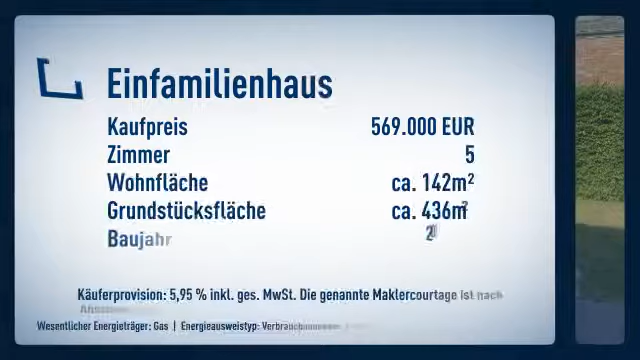 Einfamilienhaus
Kaufpreis 569.000 EUR
Zimmer 5
Wohnfläche ca. 142m²
Grundstücksfläche ca. 436m²
Baujahr
Käuferprovision: 5,95 % inkl. ges. MwSt. Die genannte Maklercourtage ist nach
Wesentlicher Energieträger: Gas | Energieausweistyp: